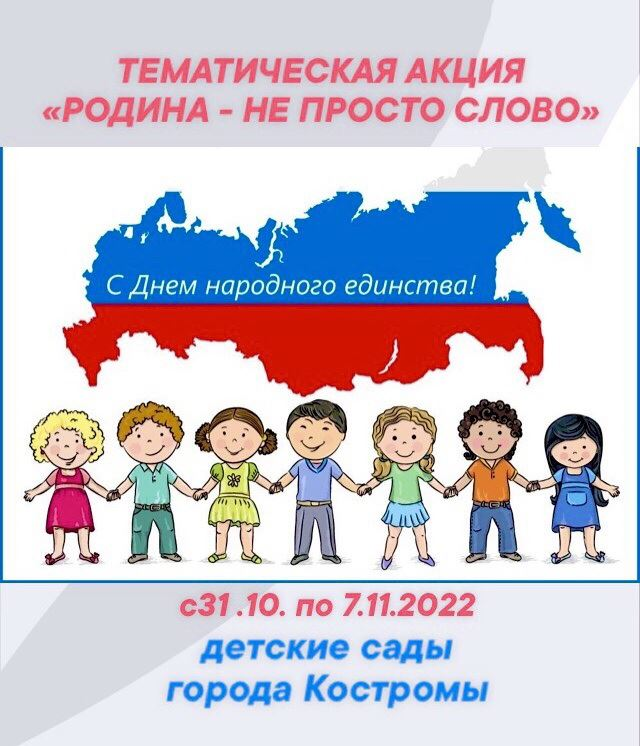 ТЕМАТИЧЕСКАЯ АКЦИЯ
«РОДИНА - НЕ ПРОСТО СЛОВО»
С Днем народного единства!
с31 .10. по 7.11.2022
детские сады
города Костромы